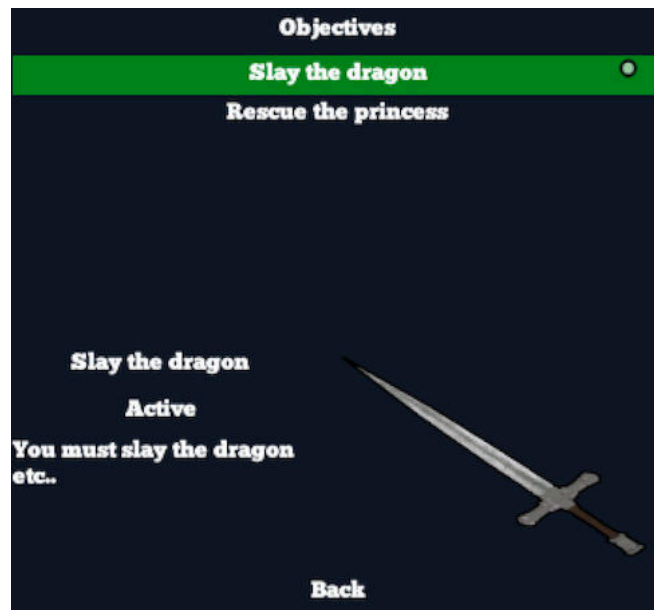 Objectives
Slay the dragon
Rescue the princess
Slay the dragon
Active
You must slay the dragon
etc..
Back